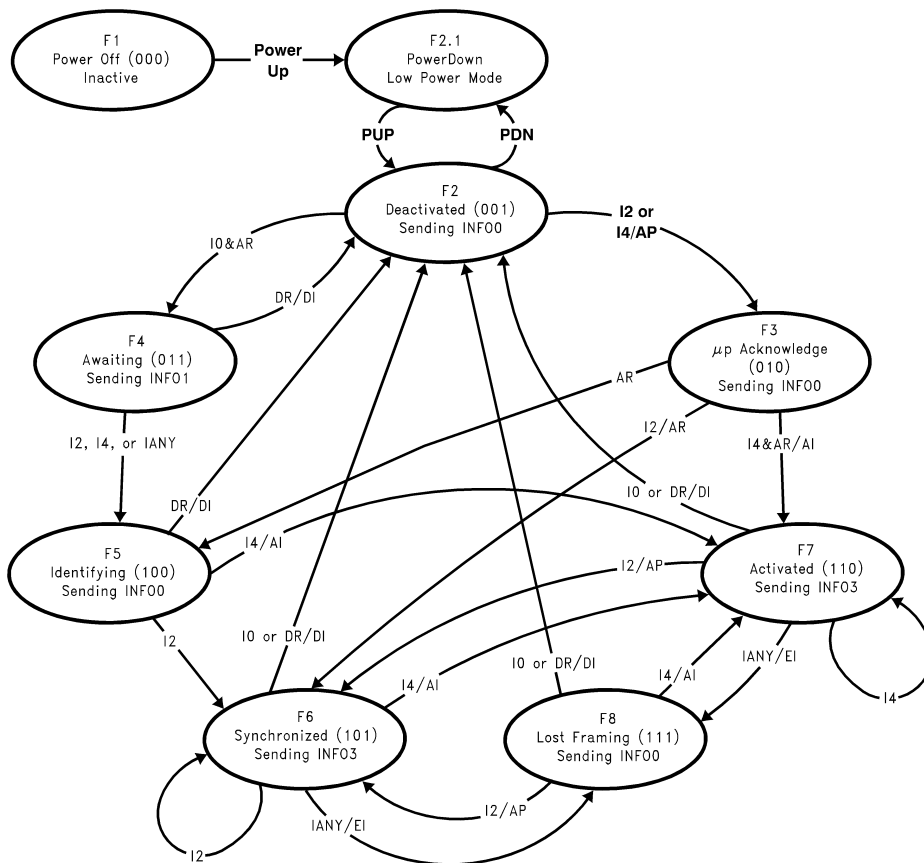 F1
Power Off (000)
Inactive
Power
Up
F2.1
PowerDown
Low Power Mode
PUP
PDN
F2
Deactivated (001)
Sending INFO0
I0&AR
DR/DI
I2 or
I4/AP
F4
Awaiting (011)
Sending INFO1
F3
μp Acknowledge
(010)
Sending INFO0
AR
I2/AR
I4&AR/AI
I2, I4, or IANY
DR/DI
I0 or DR/DI
I4/AI
F5
Identifying (100)
Sending INFO0
I2/AP
F7
Activated (110)
Sending INFO3
I2
I0 or DR/DI
I4/AI
I0 or DR/DI
I4/AI
IANY/EI
I4
F6
Synchronized (101)
Sending INFO3
F8
Lost Framing (111)
Sending INFO0
I2
IANY/EI
I2/AP